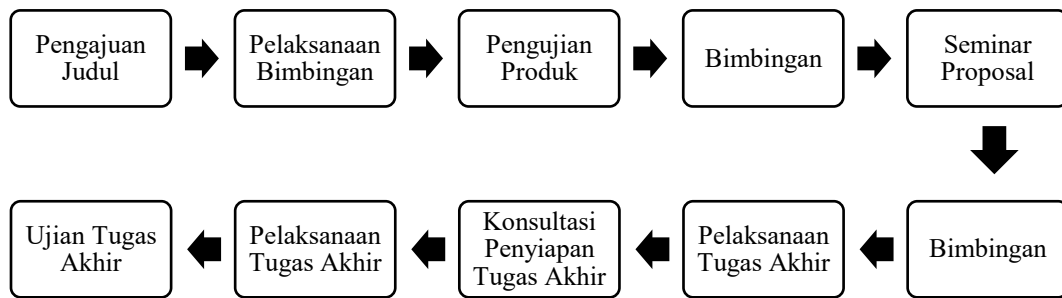 Pengajuan
Judul
Pelaksanaan
Bimbingan
Pengujian
Produk
Bimbingan
Seminar
Proposal
Bimbingan
Pelaksanaan
Tugas Akhir
Konsultasi
Penyiapan
Tugas Akhir
Pelaksanaan
Tugas Akhir
Ujian Tugas
Akhir